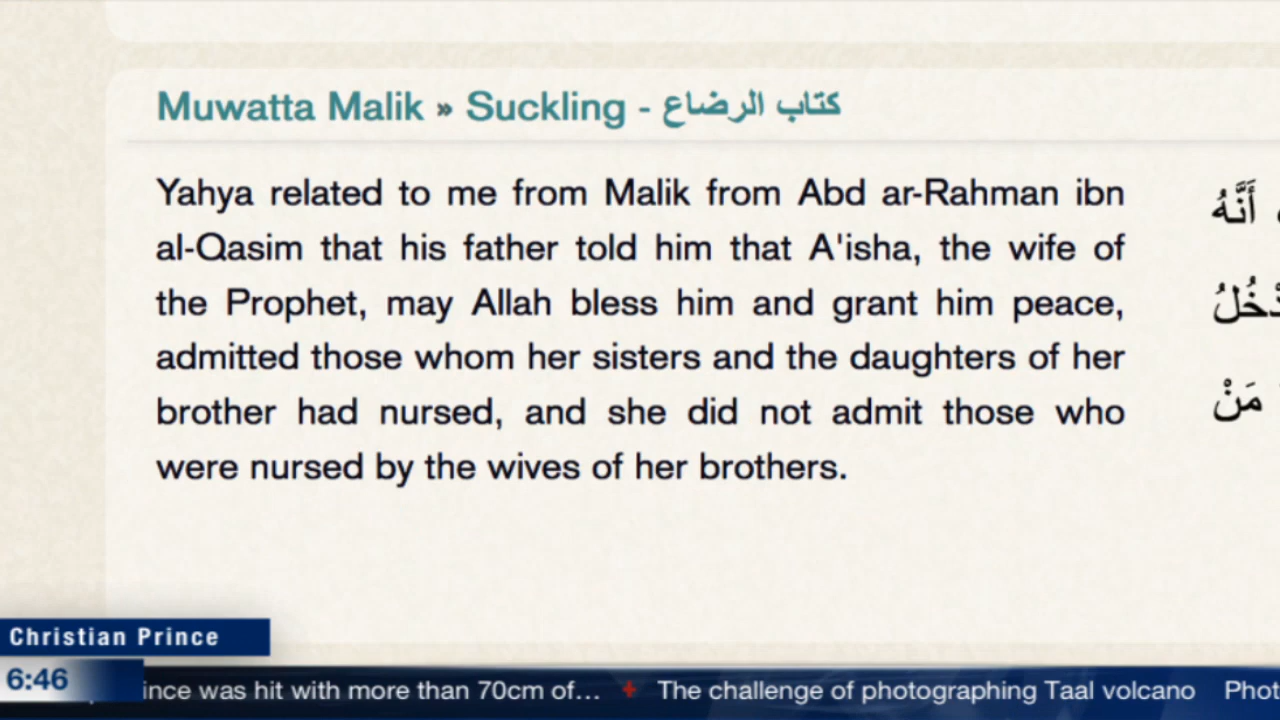 Muwatta Malik » Suckling - كتاب الرضاع
Yahya related to me from Malik from Abd ar-Rahman ibn
al-Qasim that his father told him that A'isha, the wife of
the Prophet, may Allah bless him and grant him peace,
admitted those whom her sisters and the daughters of her
brother had nursed, and she did not admit those who
were nursed by the wives of her brothers.
أَنَّهُ
مَنْ
Christian Prince
6:46
ince was hit with more than 70cm of... The challenge of photographing Taal volcano Phot